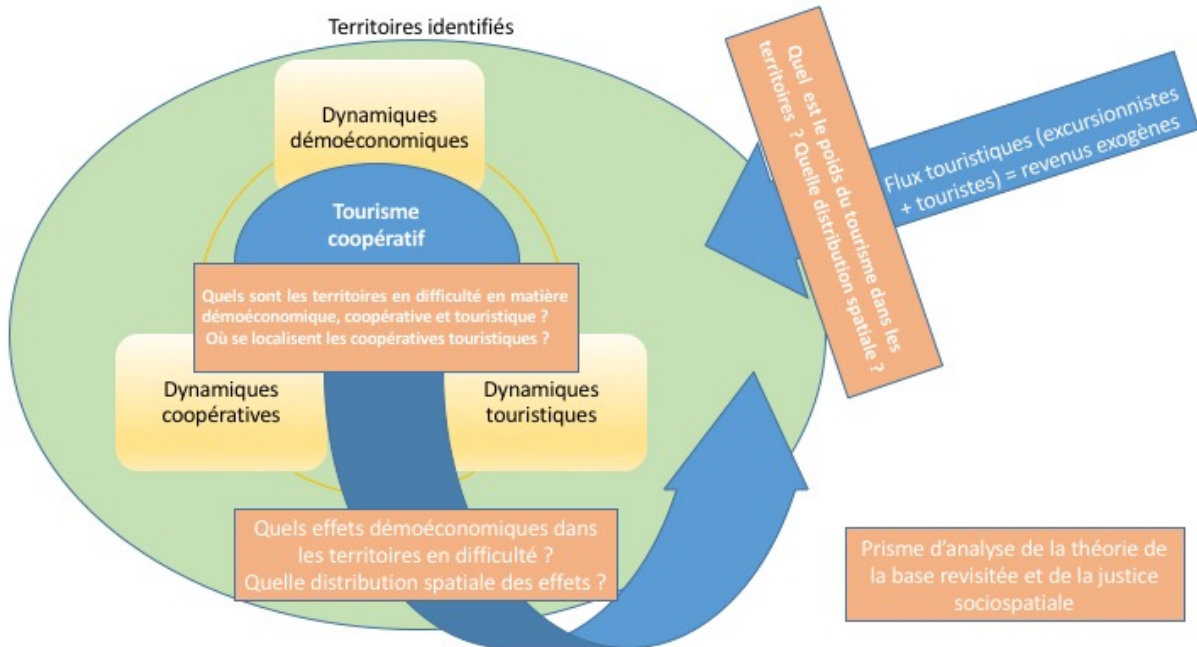 Territoires identifiés
Dynamiques
démoéconomiques
Tourisme
coopératif
Quels sont les territoires en difficulté en matière
démoéconomique, coopérative et touristique ?
Où se localisent les coopératives touristiques ?
Dynamiques
coopératives
Dynamiques
touristiques
Quels effets démoéconomiques dans
les territoires en difficulté ?
Quelle distribution spatiale des effets ?
Quel est le poids du tourisme dans les
territoires ? Quelle distribution spatiale ?
Flux touristiques (excursionnistes
+ touristes) = revenus exogènes
Prisme d’analyse de la théorie de
la base revisitée et de la justice
sociospatiale